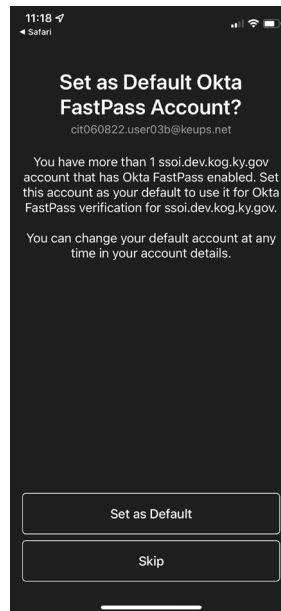 11:18
◀ Safari
Set as Default Okta
FastPass Account?
cit060822.user03b@keups.net
You have more than 1 ssoi.dev.kog.ky.gov
account that has Okta FastPass enabled. Set
this account as your default to use it for Okta
FastPass verification for ssoi.dev.kog.ky.gov.
You can change your default account at any
time in your account details.
Set as Default
Skip